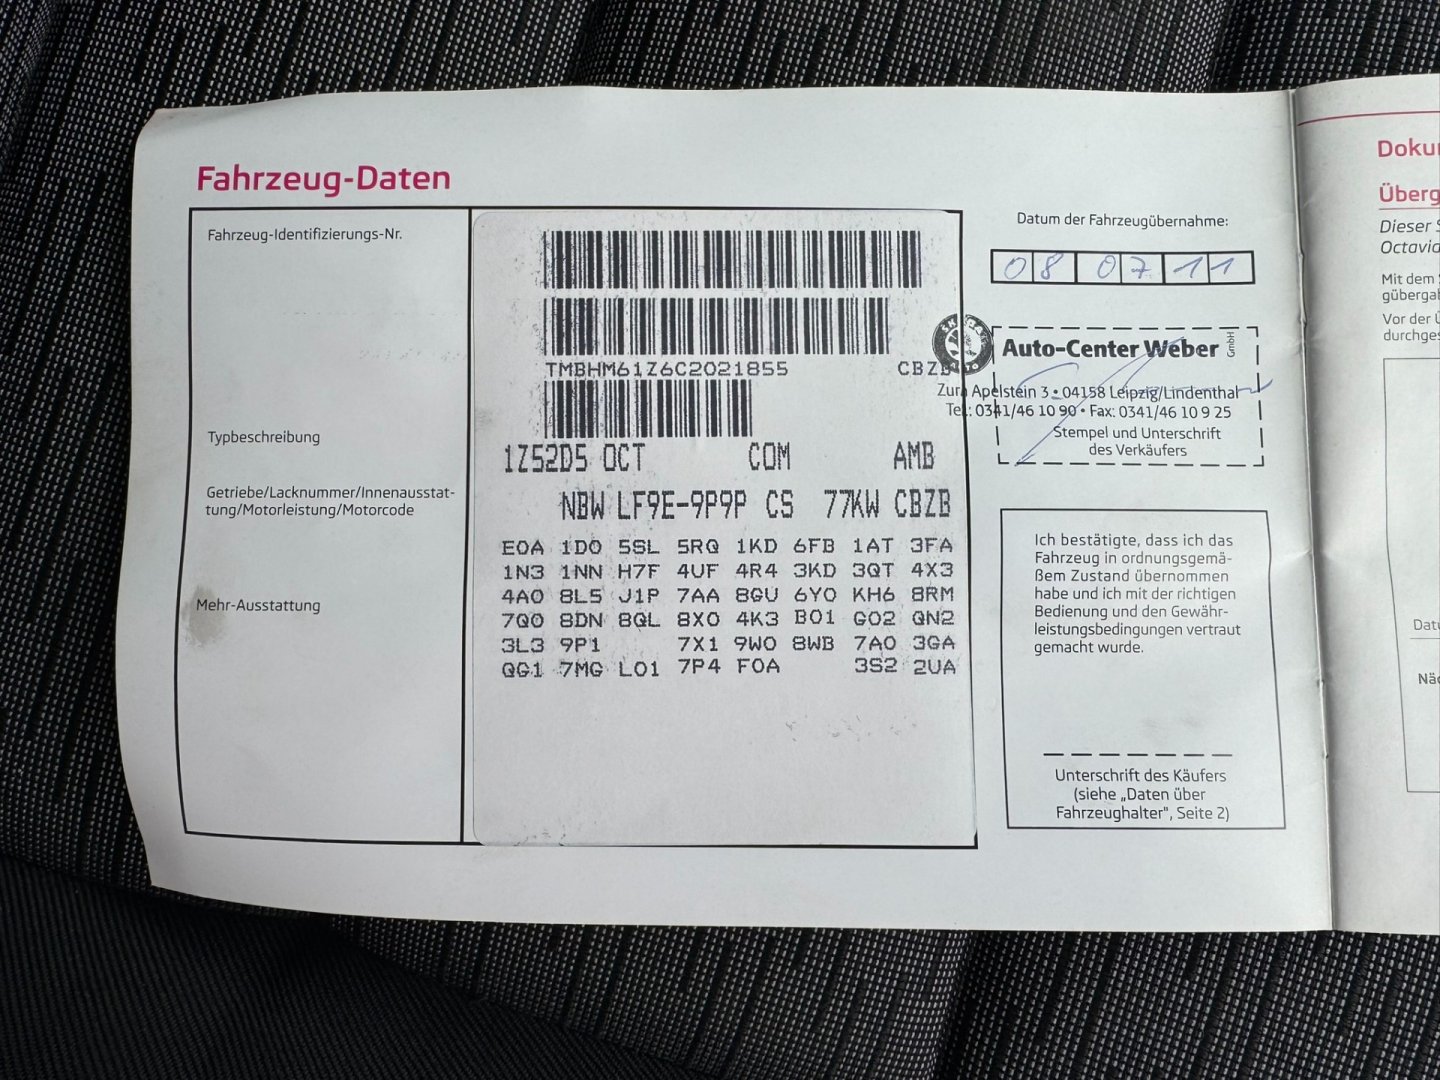 Fahrzeug-Daten
Fahrzeug-Identifizierungs-Nr.
TMBHM61Z6C2021855 CBZB
Typbeschreibung
1Z52D5 OCT COM AMB
Getriebe/Lacknummer/Innenausstat-
tung/Motorleistung/Motorcode
NBW LF9E-9P9P CS 77KW CBZB
Mehr-Ausstattung
E0A 1D0 5SL 5RQ 1KD 6FB 1AT 3FA
1N3 1NN H7F 4UF 4R4 3KD 3QT 4X3
4A0 8L5 J1P 7AA 8GU 6Y0 KH6 8RM
7Q0 8DN 8QL 8X0 4K3 B01 G02 QN2
3L3 9P1 7X1 9W0 8WB 7A0 3GA
QG1 7MG L01 7P4 F0A 3S2 2UA
Datum der Fahrzeugübernahme:
08 07 11
Auto-Center Weber GmbH
Zum Apelstein 3 • 04158 Leipzig/Lindenthal
Tel.: 0341/46 10 90 • Fax: 0341/46 10 9 25
Stempel und Unterschrift
des Verkäufers
Ich bestätigte, dass ich das
Fahrzeug in ordnungsgemä-
ßem Zustand übernommen
habe und ich mit der richtigen
Bedienung und den Gewähr-
leistungsbedingungen vertraut
gemacht wurde.
Unterschrift des Käufers
(siehe „Daten über
Fahrzeughalter", Seite 2)
Doku
Überg
Dieser S
Octavia
Mit dem S
gübergab
Vor der Ü
durchges
Datu
Näc